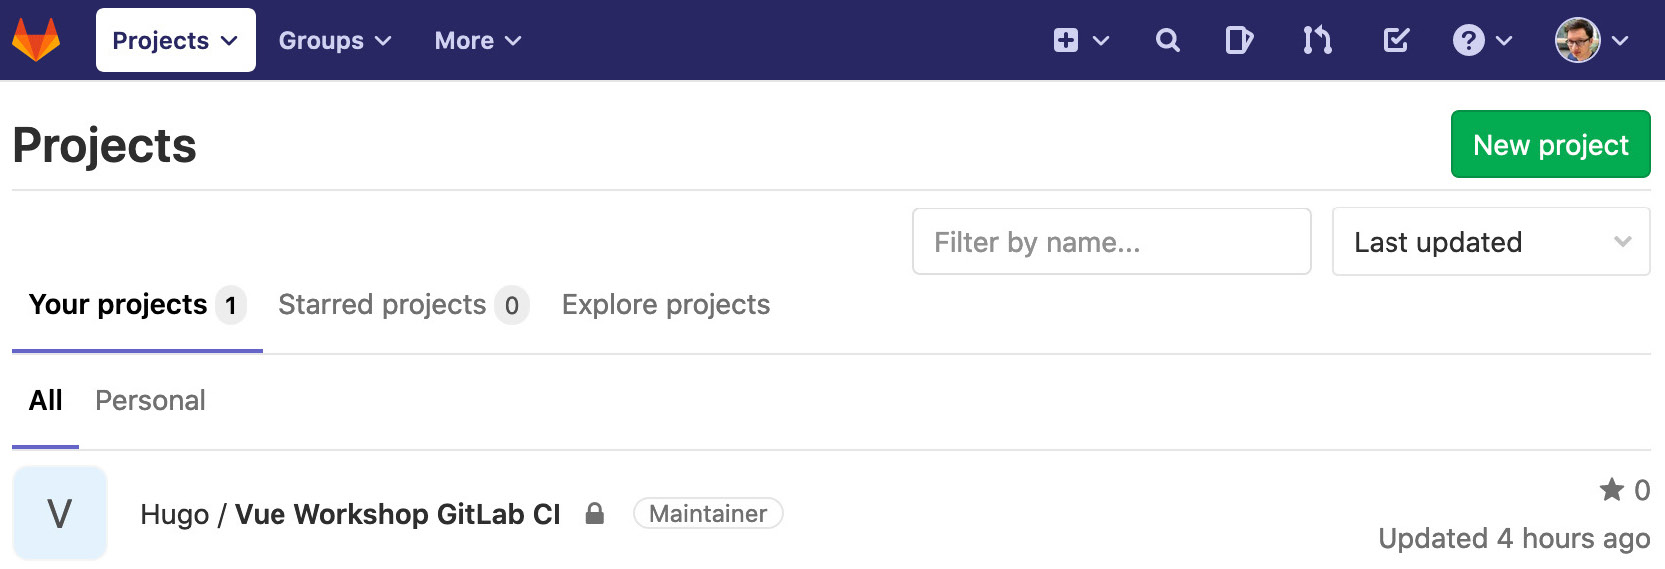 Projects Groups More
Projects
New project
Filter by name...
Last updated
Your projects 1 Starred projects 0 Explore projects
All Personal
V
Hugo / Vue Workshop GitLab CI Maintainer
0
Updated 4 hours ago